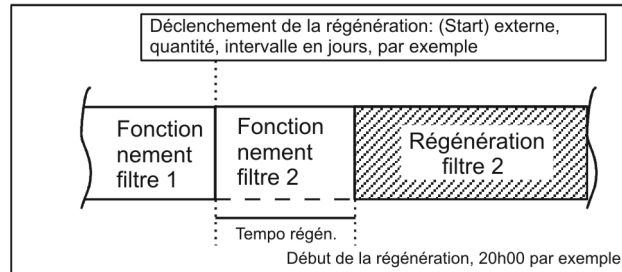 Déclenchement de la régénération: (Start) externe,
quantité, intervalle en jours, par exemple
Fonction
nement
filtre 1
Fonction
nement
filtre 2
Régénération
filtre 2
Tempo régén.
Début de la régénération, 20h00 par exemple